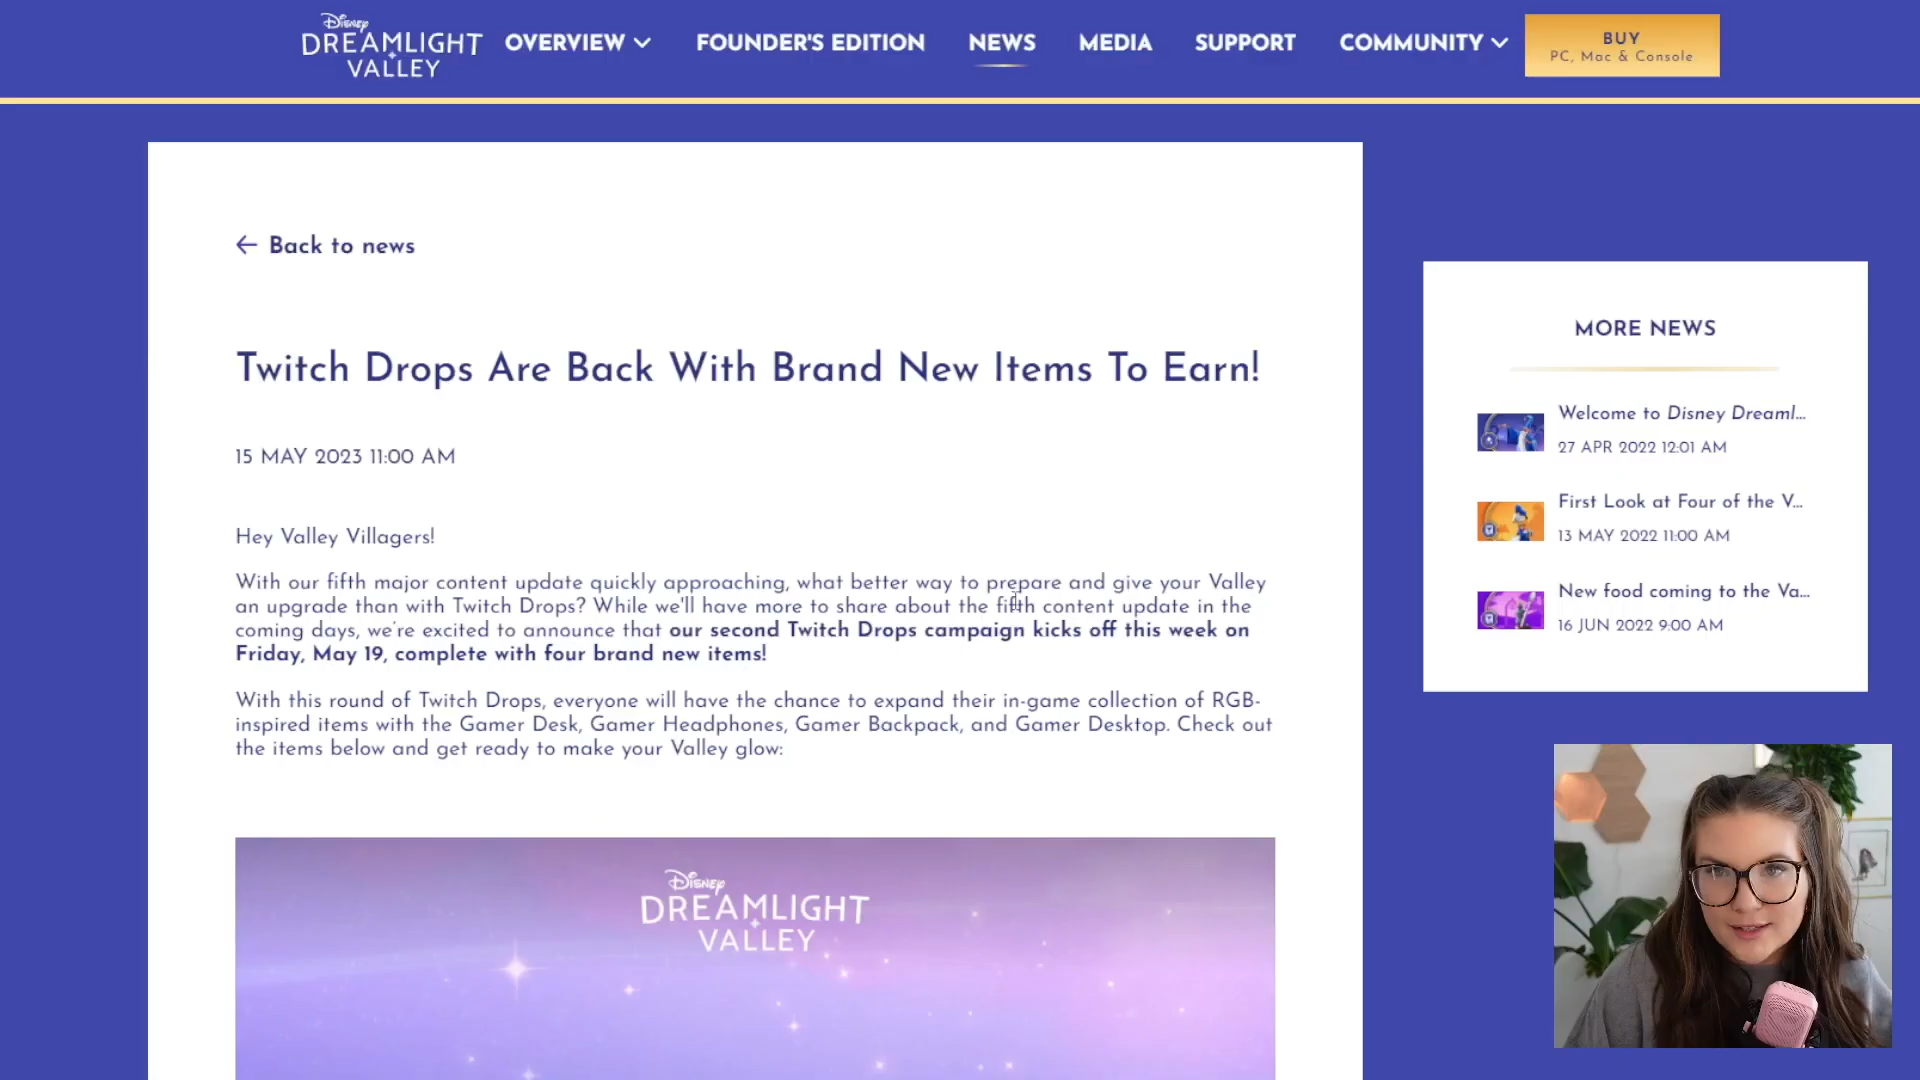 Disney
DREAMLIGHT
VALLEY
OVERVIEW
FOUNDER'S EDITION
NEWS
MEDIA
SUPPORT
COMMUNITY
BUY
PC, Mac & Console
Back to news
Twitch Drops Are Back With Brand New Items To Earn!
15 MAY 2023 11:00 AM
Hey Valley Villagers!
With our fifth major content update quickly approaching, what better way to prepare and give your Valley
an upgrade than with Twitch Drops? While we'll have more to share about the fifth content update in the
coming days, we're excited to announce that our second Twitch Drops campaign kicks off this week on
Friday, May 19, complete with four brand new items!
With this round of Twitch Drops, everyone will have the chance to expand their in-game collection of RGB-
inspired items with the Gamer Desk, Gamer Headphones, Gamer Backpack, and Gamer Desktop. Check out
the items below and get ready to make your Valley glow:
Disney
DREAMLIGHT
VALLEY
MORE NEWS
Welcome to Disney Dreaml...
27 APR 2022 12:01 AM
First Look at Four of the V...
13 MAY 2022 11:00 AM
New food coming to the Va...
16 JUN 2022 9:00 AM